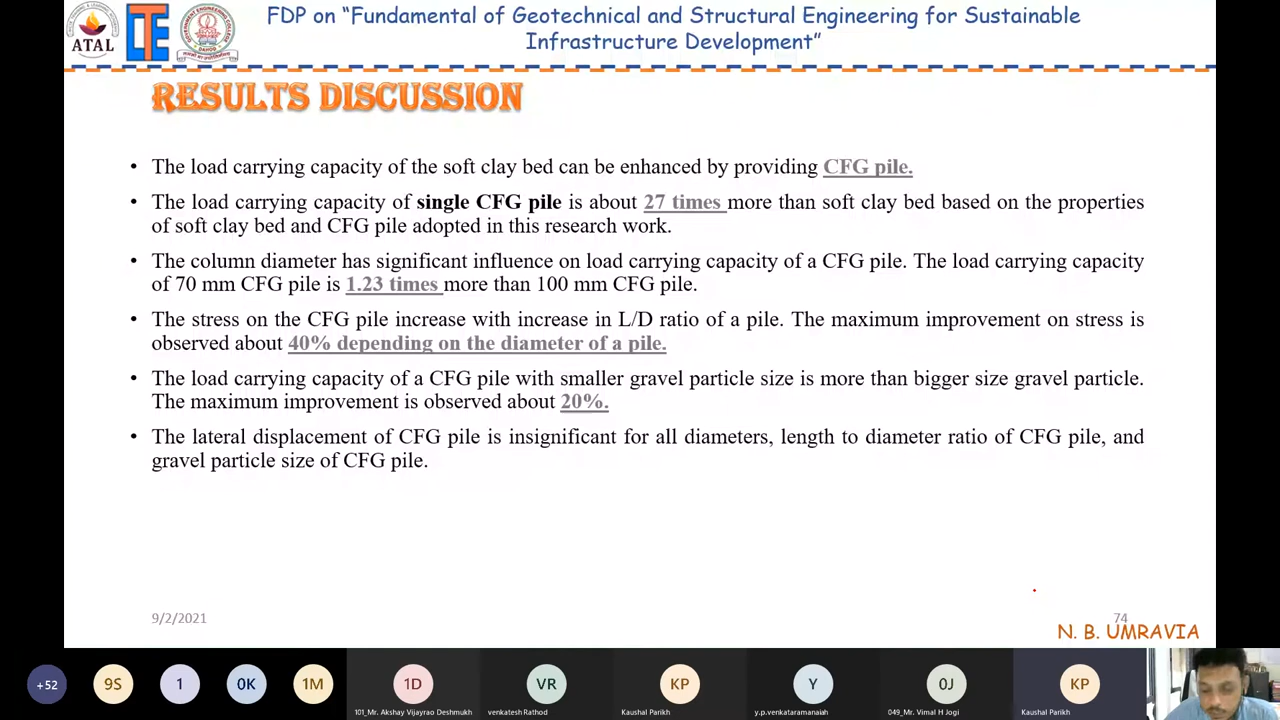 FDP on “Fundamental of Geotechnical and Structural Engineering for Sustainable
Infrastructure Development”
ATAL
RESULTS DISCUSSION
• The load carrying capacity of the soft clay bed can be enhanced by providing CFG pile.
• The load carrying capacity of single CFG pile is about 27 times more than soft clay bed based on the properties
of soft clay bed and CFG pile adopted in this research work.
• The column diameter has significant influence on load carrying capacity of a CFG pile. The load carrying capacity
of 70 mm CFG pile is 1.23 times more than 100 mm CFG pile.
• The stress on the CFG pile increase with increase in L/D ratio of a pile. The maximum improvement on stress is
observed about 40% depending on the diameter of a pile.
• The load carrying capacity of a CFG pile with smaller gravel particle size is more than bigger size gravel particle.
The maximum improvement is observed about 20%.
• The lateral displacement of CFG pile is insignificant for all diameters, length to diameter ratio of CFG pile, and
gravel particle size of CFG pile.
9/2/2021
74
N. B. UMRAVIA
+52
9S
1
0K
1M
1D
VR
KP
Y
0J
KP
101_Mr. Akshay Vijayrao Deshmukh
venkatesh Rathod
Kaushal Parikh
y.p.venkataramanaiah
049_Mr. Vimal H Jogi
Kaushal Parikh